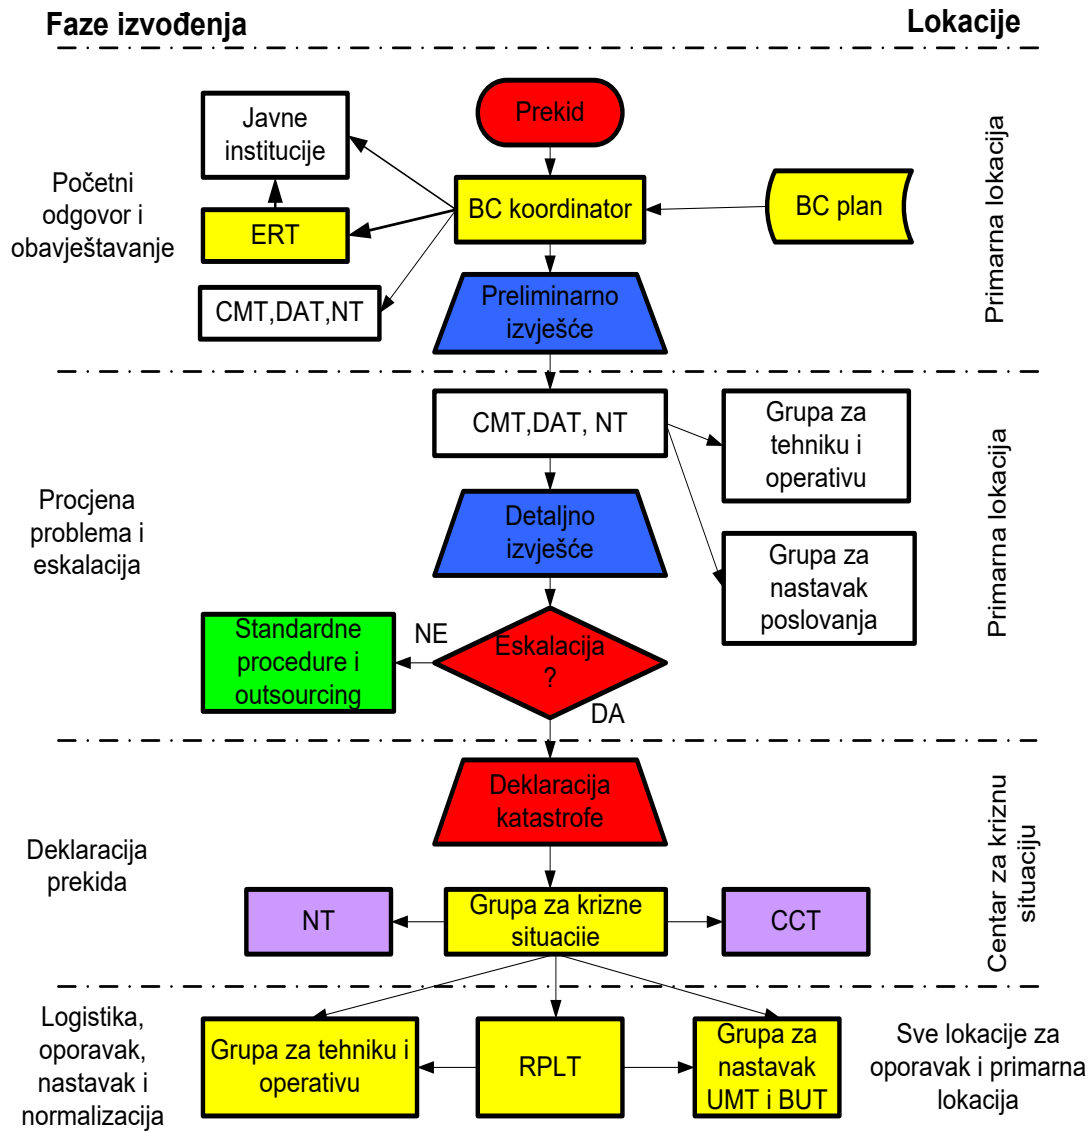 Faze izvođenja
Lokacije
Prekid
Javne
institucije
Početni
odgovor i
obavještavanje
BC koordinator
BC plan
ERT
Primarna lokacija
CMT,DAT,NT
Preliminarno
izvješće
CMT,DAT, NT
Grupa za
tehniku i
operativu
Procjena
problema i
eskalacija
Detaljno
izvješće
Grupa za
nastavak
poslovanja
Primarna lokacija
Standardne
procedure i
outsourcing
NE
Eskalacija
?
DA
Deklaracija
katastrofe
Deklaracija
prekida
NT
Grupa za krizne
situacije
CCT
Centar za kriznu
situaciju
Logistika,
oporavak,
nastavak i
normalizacija
Grupa za tehniku i
operativu
RPLT
Grupa za
nastavak
UMT i BUT
Sve lokacije za
oporavak i primarna
lokacija